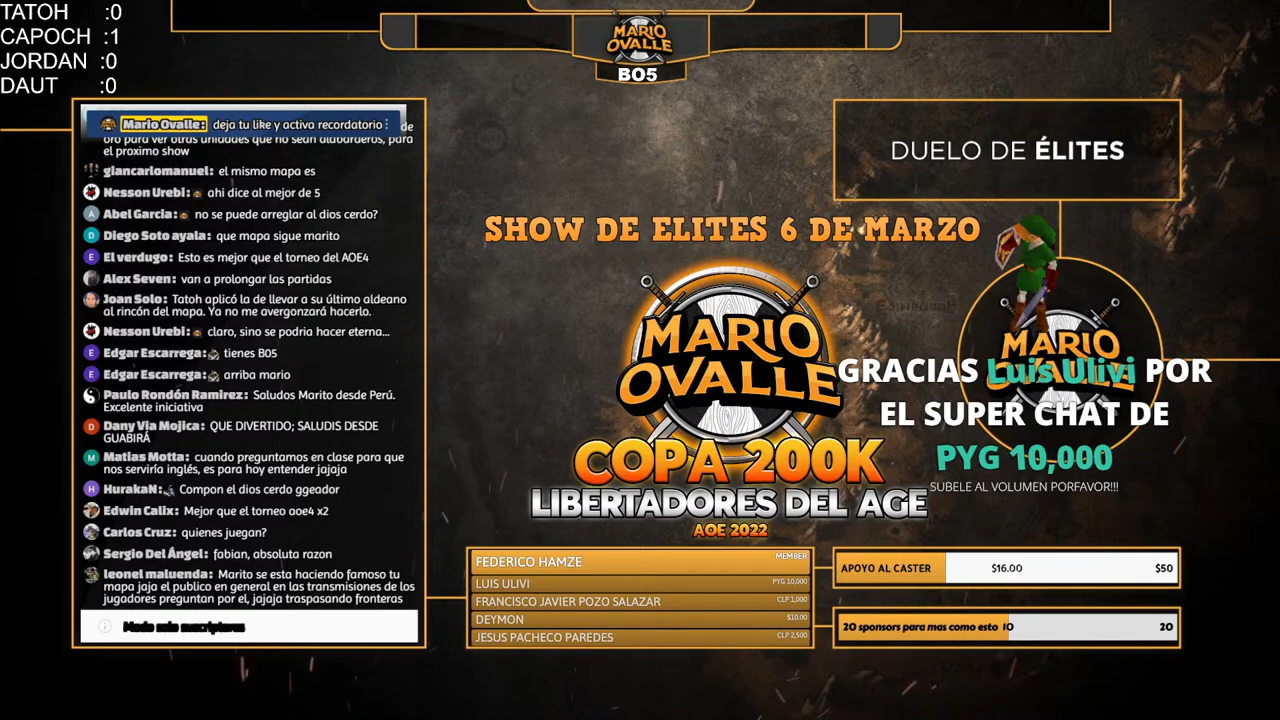 TATOH :0
CAPOCH :1
JORDAN :0
DAUT :0
MARIO
OVALLE
BO5
Mario Ovalle: deja tu like y activa recordatorio
de
oro para ver otras unidades que no sean alabarderos, para
el proximo show
giancarlomanuel: el mismo mapa es
Nesson Urebi: ahi dice al mejor de 5
Abel Garcia: no se puede arreglar al dios cerdo?
Diego Soto ayala: que mapa sigue marito
El verdugo: Esto es mejor que el torneo del AOE4
Alex Seven: van a prolongar las partidas
Joan Solo: Tatoh aplicó la de llevar a su último aldeano
al rincón del mapa. Ya no me avergonzará hacerlo.
Nesson Urebi: claro, sino se podria hacer eterna...
Edgar Escarrega: tienes B05
Edgar Escarrega: arriba mario
Paulo Rondón Ramirez: Saludos Marito desde Perú.
Excelente iniciativa
Dany Via Mojica: QUE DIVERTIDO; SALUDIS DESDE
GUABIRÁ
Matias Motta: cuando preguntamos en clase para que
nos serviría inglés, es para hoy entender jajaja
HurakaN: Compon el dios cerdo ggeador
Edwin Calix: Mejor que el torneo aoe4 x2
Carlos Cruz: quienes juegan?
Sergio Del Ángel: fabian, absoluta razon
leonel maluenda: Marito se esta haciendo famoso tu
mapa jaja el publico en general en las transmisiones de los
jugadores preguntan por el, jojaja traspasando fronteras
Modo solo suscriptores
DUELO DE ÉLITES
SHOW DE ELITES 6 DE MARZO
MARIO
OVALLE
COPA 200K
LIBERTADORES DEL AGE
AOE 2022
MARIO
OVALLE
GRACIAS Luis Ulivi POR
EL SUPER CHAT DE
PYG 10,000
SUBELE AL VOLUMEN PORFAVOR!!!
FEDERICO HAMZE MEMBER
LUIS ULIVI PYG 10,000
FRANCISCO JAVIER POZO SALAZAR CLP 1,000
DEYMON $10.00
JESUS PACHECO PAREDES CLP 2,500
APOYO AL CASTER $16.00 $50
20 sponsors para mas como esto 10 20